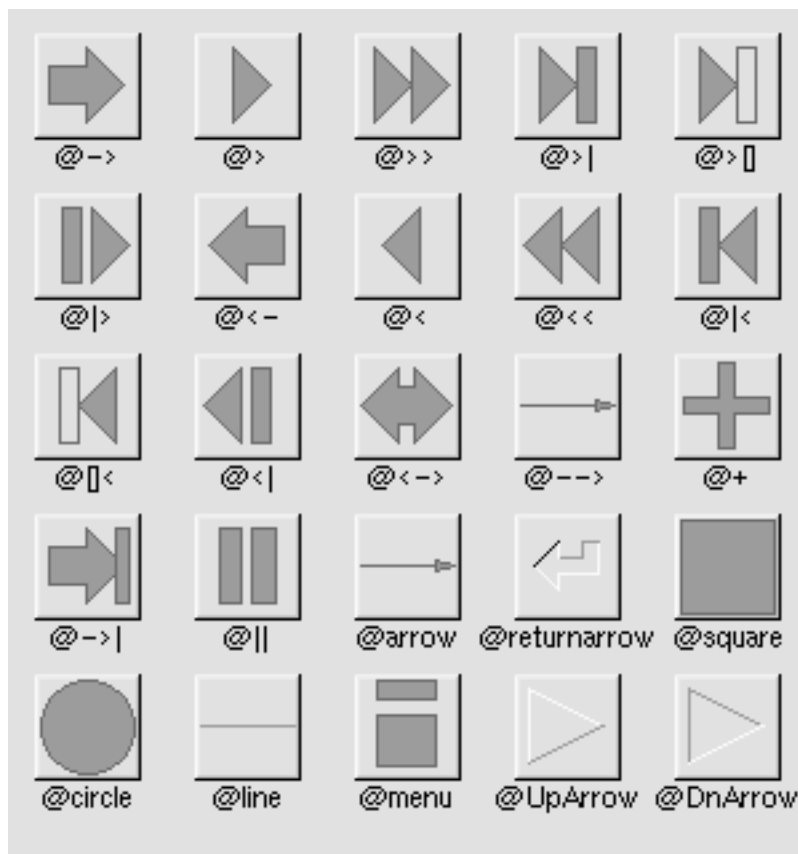 @-> @> @>> @>| @>[]
@|> @<- @< @<< @|<
@[]< @<| @<-> @--> @+
@->| @|| @arrow @returnarrow @square
@circle @line @menu @UpArrow @DnArrow